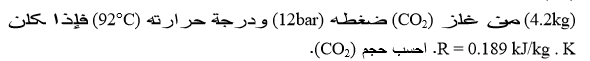 (4.2kg) من غاز (CO₂) ضغطه (12bar) ودرجة حرارته (92°C) فإذا كان
R = 0.189 kJ/kg . K. احسب حجم (CO₂).